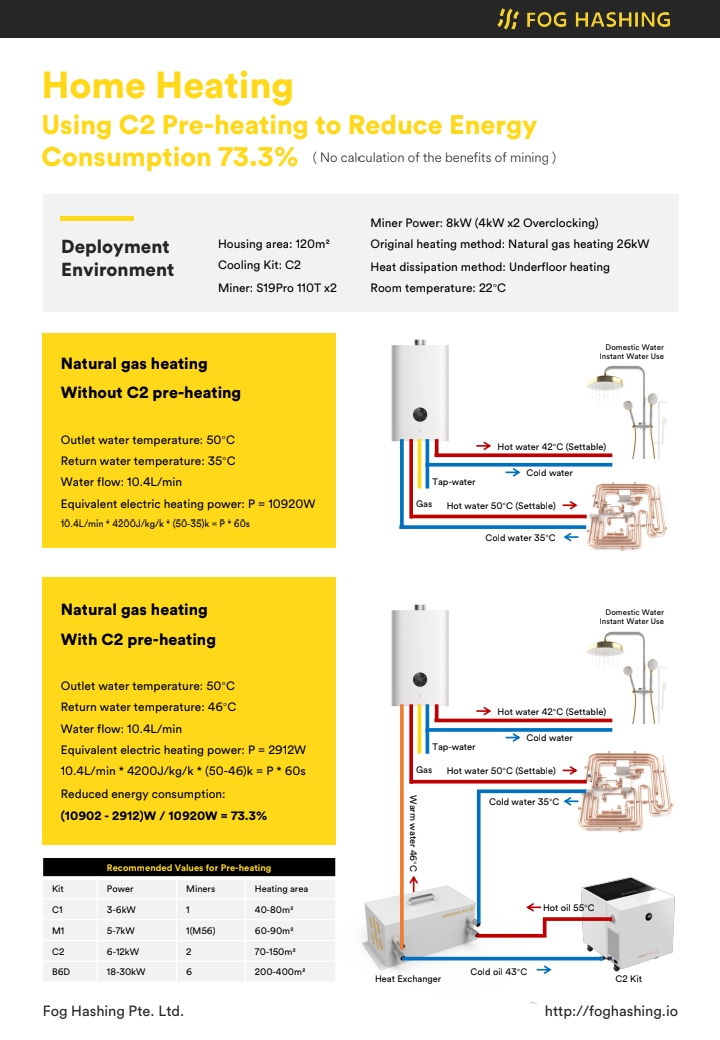 FOG HASHING
Home Heating
Using C2 Pre-heating to Reduce Energy
Consumption 73.3% ( No calculation of the benefits of mining )
Deployment
Environment
Housing area: 120m²
Cooling Kit: C2
Miner: S19Pro 110T x2
Miner Power: 8kW (4kW x2 Overclocking)
Original heating method: Natural gas heating 26kW
Heat dissipation method: Underfloor heating
Room temperature: 22°C
Natural gas heating
Without C2 pre-heating
Outlet water temperature: 50°C
Return water temperature: 35°C
Water flow: 10.4L/min
Equivalent electric heating power: P = 10920W
10.4L/min * 4200J/kg/k * (50-35)k = P * 60s
Domestic Water
Instant Water Use
Hot water 42°C (Settable)
Cold water
Tap-water
Gas
Hot water 50°C (Settable)
Cold water 35°C
Natural gas heating
With C2 pre-heating
Outlet water temperature: 50°C
Return water temperature: 46°C
Water flow: 10.4L/min
Equivalent electric heating power: P = 2912W
10.4L/min * 4200J/kg/k * (50-46)k = P * 60s
Reduced energy consumption:
(10902 - 2912)W / 10920W = 73.3%
Domestic Water
Instant Water Use
Hot water 42°C (Settable)
Cold water
Tap-water
Gas
Hot water 50°C (Settable)
Cold water 35°C
Warm water 46°C
Hot oil 55°C
Cold oil 43°C
Heat Exchanger
C2 Kit
Recommended Values for Pre-heating
Kit Power Miners Heating area
C1 3-6kW 1 40-80m²
M1 5-7kW 1(M56) 60-90m²
C2 6-12kW 2 70-150m²
B6D 18-30kW 6 200-400m²
Fog Hashing Pte. Ltd.
http://foghashing.io